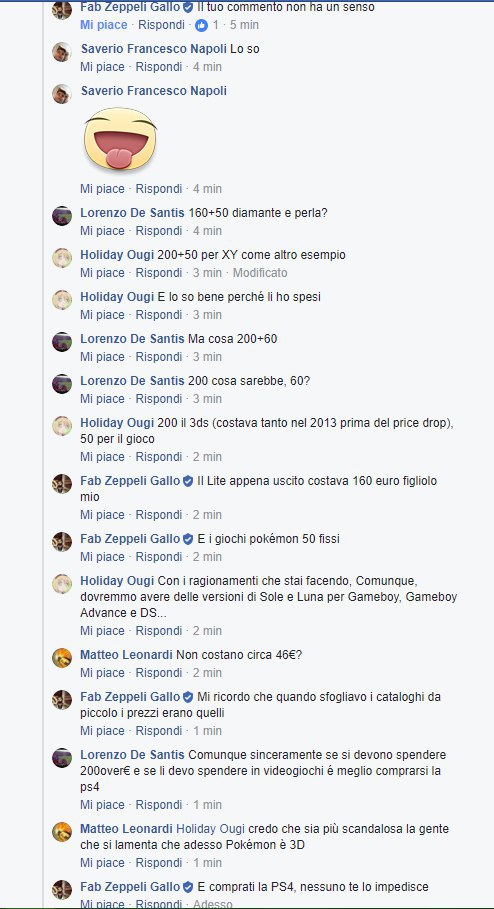 Fab Zeppeli Gallo Il tuo commento non ha un senso
Mi piace · Rispondi · 1 · 5 min
Saverio Francesco Napoli Lo so
Mi piace · Rispondi · 4 min
Saverio Francesco Napoli
Mi piace · Rispondi · 4 min
Lorenzo De Santis 160+50 diamante e perla?
Mi piace · Rispondi · 4 min
Holiday Ougi 200+50 per XY come altro esempio
Mi piace · Rispondi · 3 min · Modificato
Holiday Ougi E lo so bene perché li ho spesi
Mi piace · Rispondi · 3 min
Lorenzo De Santis Ma cosa 200+60
Mi piace · Rispondi · 3 min
Lorenzo De Santis 200 cosa sarebbe, 60?
Mi piace · Rispondi · 3 min
Holiday Ougi 200 il 3ds (costava tanto nel 2013 prima del price drop),
50 per il gioco
Mi piace · Rispondi · 2 min
Fab Zeppeli Gallo Il Lite appena uscito costava 160 euro figliolo
mio
Mi piace · Rispondi · 2 min
Fab Zeppeli Gallo E i giochi pokémon 50 fissi
Mi piace · Rispondi · 2 min
Holiday Ougi Con i ragionamenti che stai facendo, Comunque,
dovremmo avere delle versioni di Sole e Luna per Gameboy, Gameboy
Advance e DS...
Mi piace · Rispondi · 2 min
Matteo Leonardi Non costano circa 46€?
Mi piace · Rispondi · 2 min
Fab Zeppeli Gallo Mi ricordo che quando sfogliavo i cataloghi da
piccolo i prezzi erano quelli
Mi piace · Rispondi · 1 min
Lorenzo De Santis Comunque sinceramente se si devono spendere
200over€ e se li devo spendere in videogiochi é meglio comprarsi la
ps4
Mi piace · Rispondi · 1 min
Matteo Leonardi Holiday Ougi credo che sia più scandalosa la gente
che si lamenta che adesso Pokémon è 3D
Mi piace · Rispondi · 1 min
Fab Zeppeli Gallo E comprati la PS4, nessuno te lo impedisce
Mi piace · Rispondi · Adesso